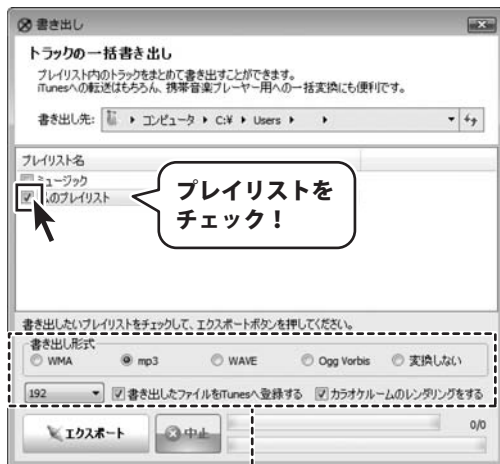 書き出し
トラックの一括書き出し
プレイリスト内のトラックをまとめて書き出すことができます。
iTunesへの転送はもちろん、携帯音楽プレーヤー用への一括変換にも便利です。
書き出し先: ▸ コンピュータ ▸ C:¥ ▸ Users ▸ ▸
プレイリスト名
ミュージック
のプレイリスト
プレイリストを
チェック！
書き出したいプレイリストをチェックして、エクスポートボタンを押してください。
書き出し形式
WMA mp3 WAVE Ogg Vorbis 変換しない
192 書き出したファイルをiTunesへ登録する カラオケルームのレンダリングをする
エクスポート 中止 0/0